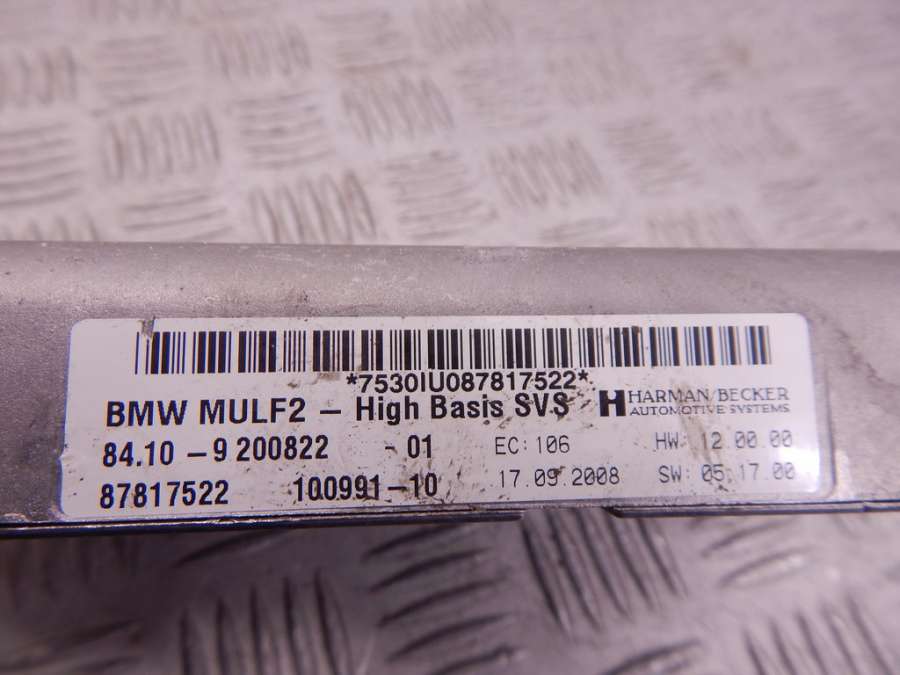 *7530IU087817522*
BMW MULF2 – High Basis SVS
HARMAN/BECKER
AUTOMOTIVE SYSTEMS
84.10 – 9 200822 - 01 EC: 106 HW: 12.00.00
87817522 100991-10 17.09.2008 SW: 05.17.00